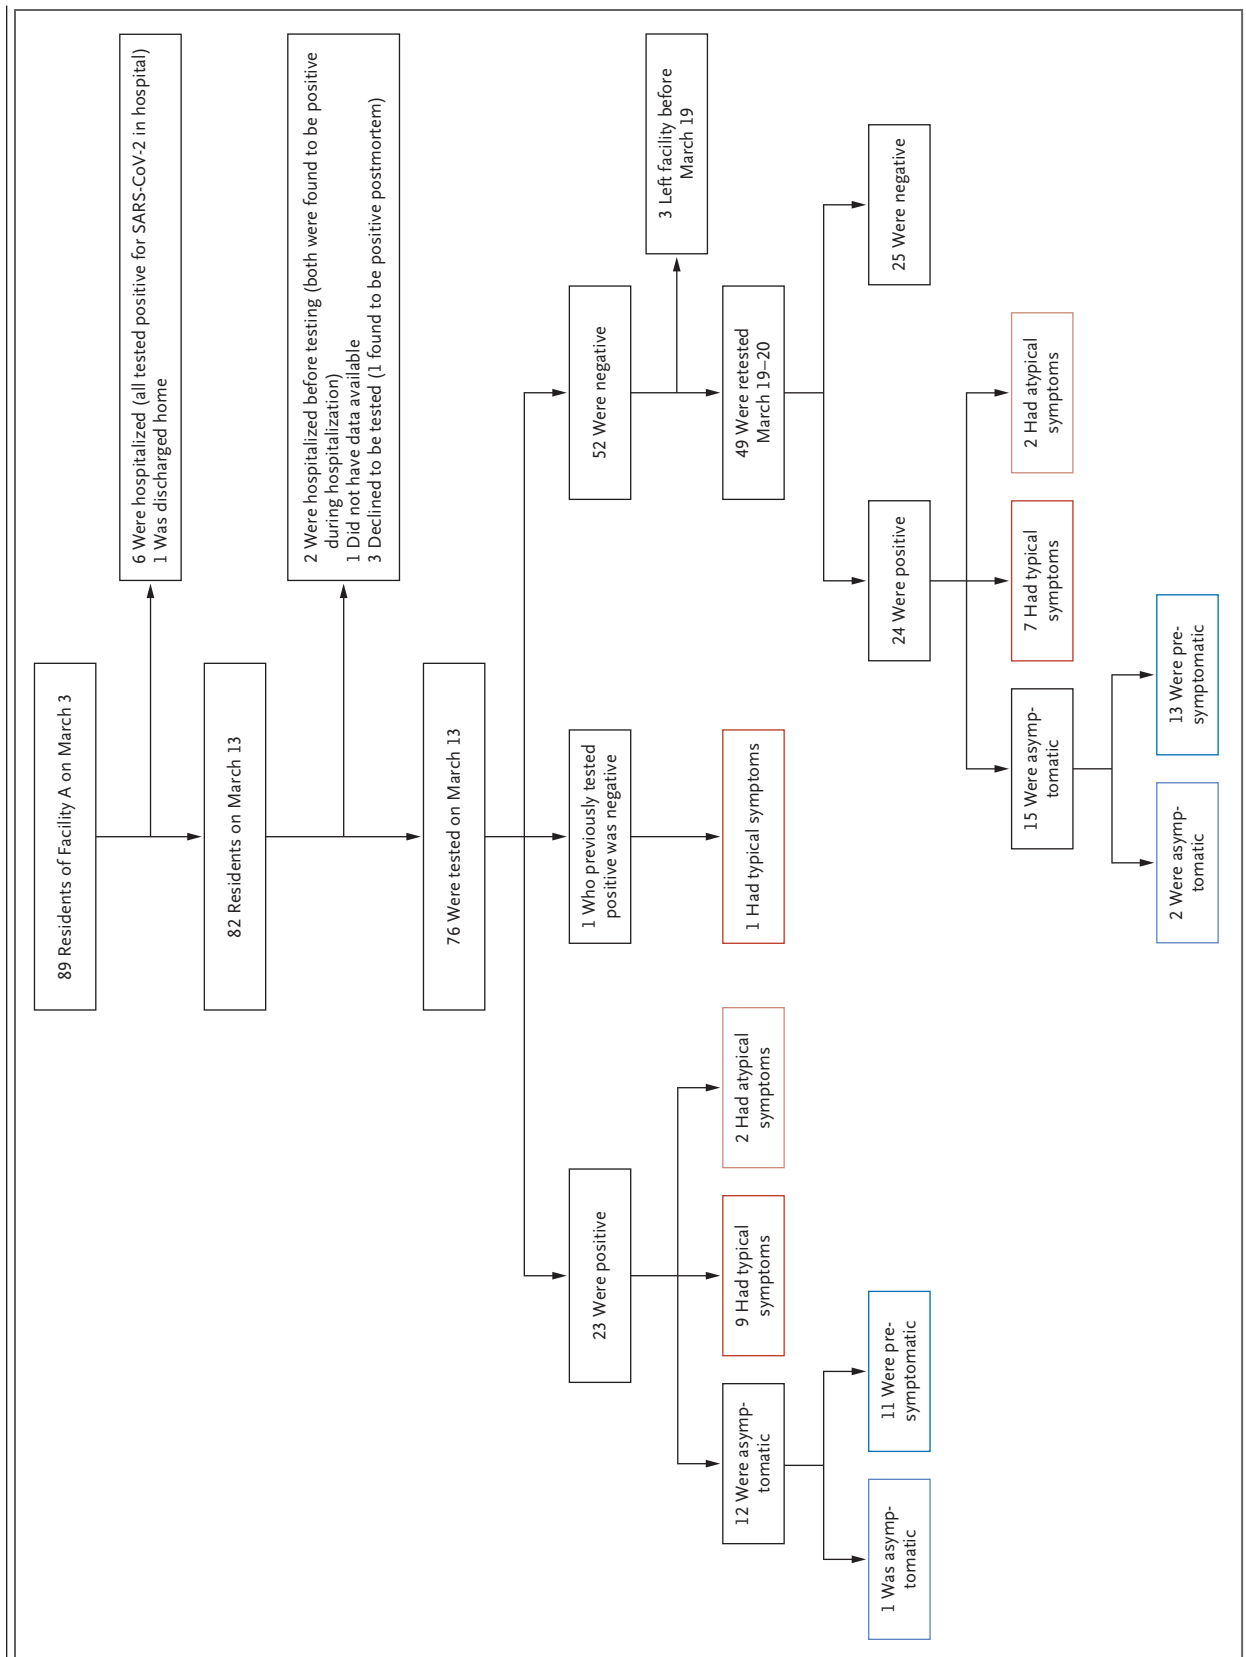 89 Residents of Facility A on March 3
6 Were hospitalized (all tested positive for SARS-CoV-2 in hospital)
1 Was discharged home
82 Residents on March 13
2 Were hospitalized before testing (both were found to be positive
during hospitalization)
1 Did not have data available
3 Declined to be tested (1 found to be positive postmortem)
76 Were tested on March 13
23 Were positive
1 Who previously tested
positive was negative
52 Were negative
3 Left facility before
March 19
12 Were asymp-
tomatic
9 Had typical
symptoms
2 Had atypical
symptoms
1 Had typical symptoms
49 Were retested
March 19–20
1 Was asymp-
tomatic
11 Were pre-
symptomatic
24 Were positive
25 Were negative
15 Were asymp-
tomatic
7 Had typical
symptoms
2 Had atypical
symptoms
2 Were asymp-
tomatic
13 Were pre-
symptomatic